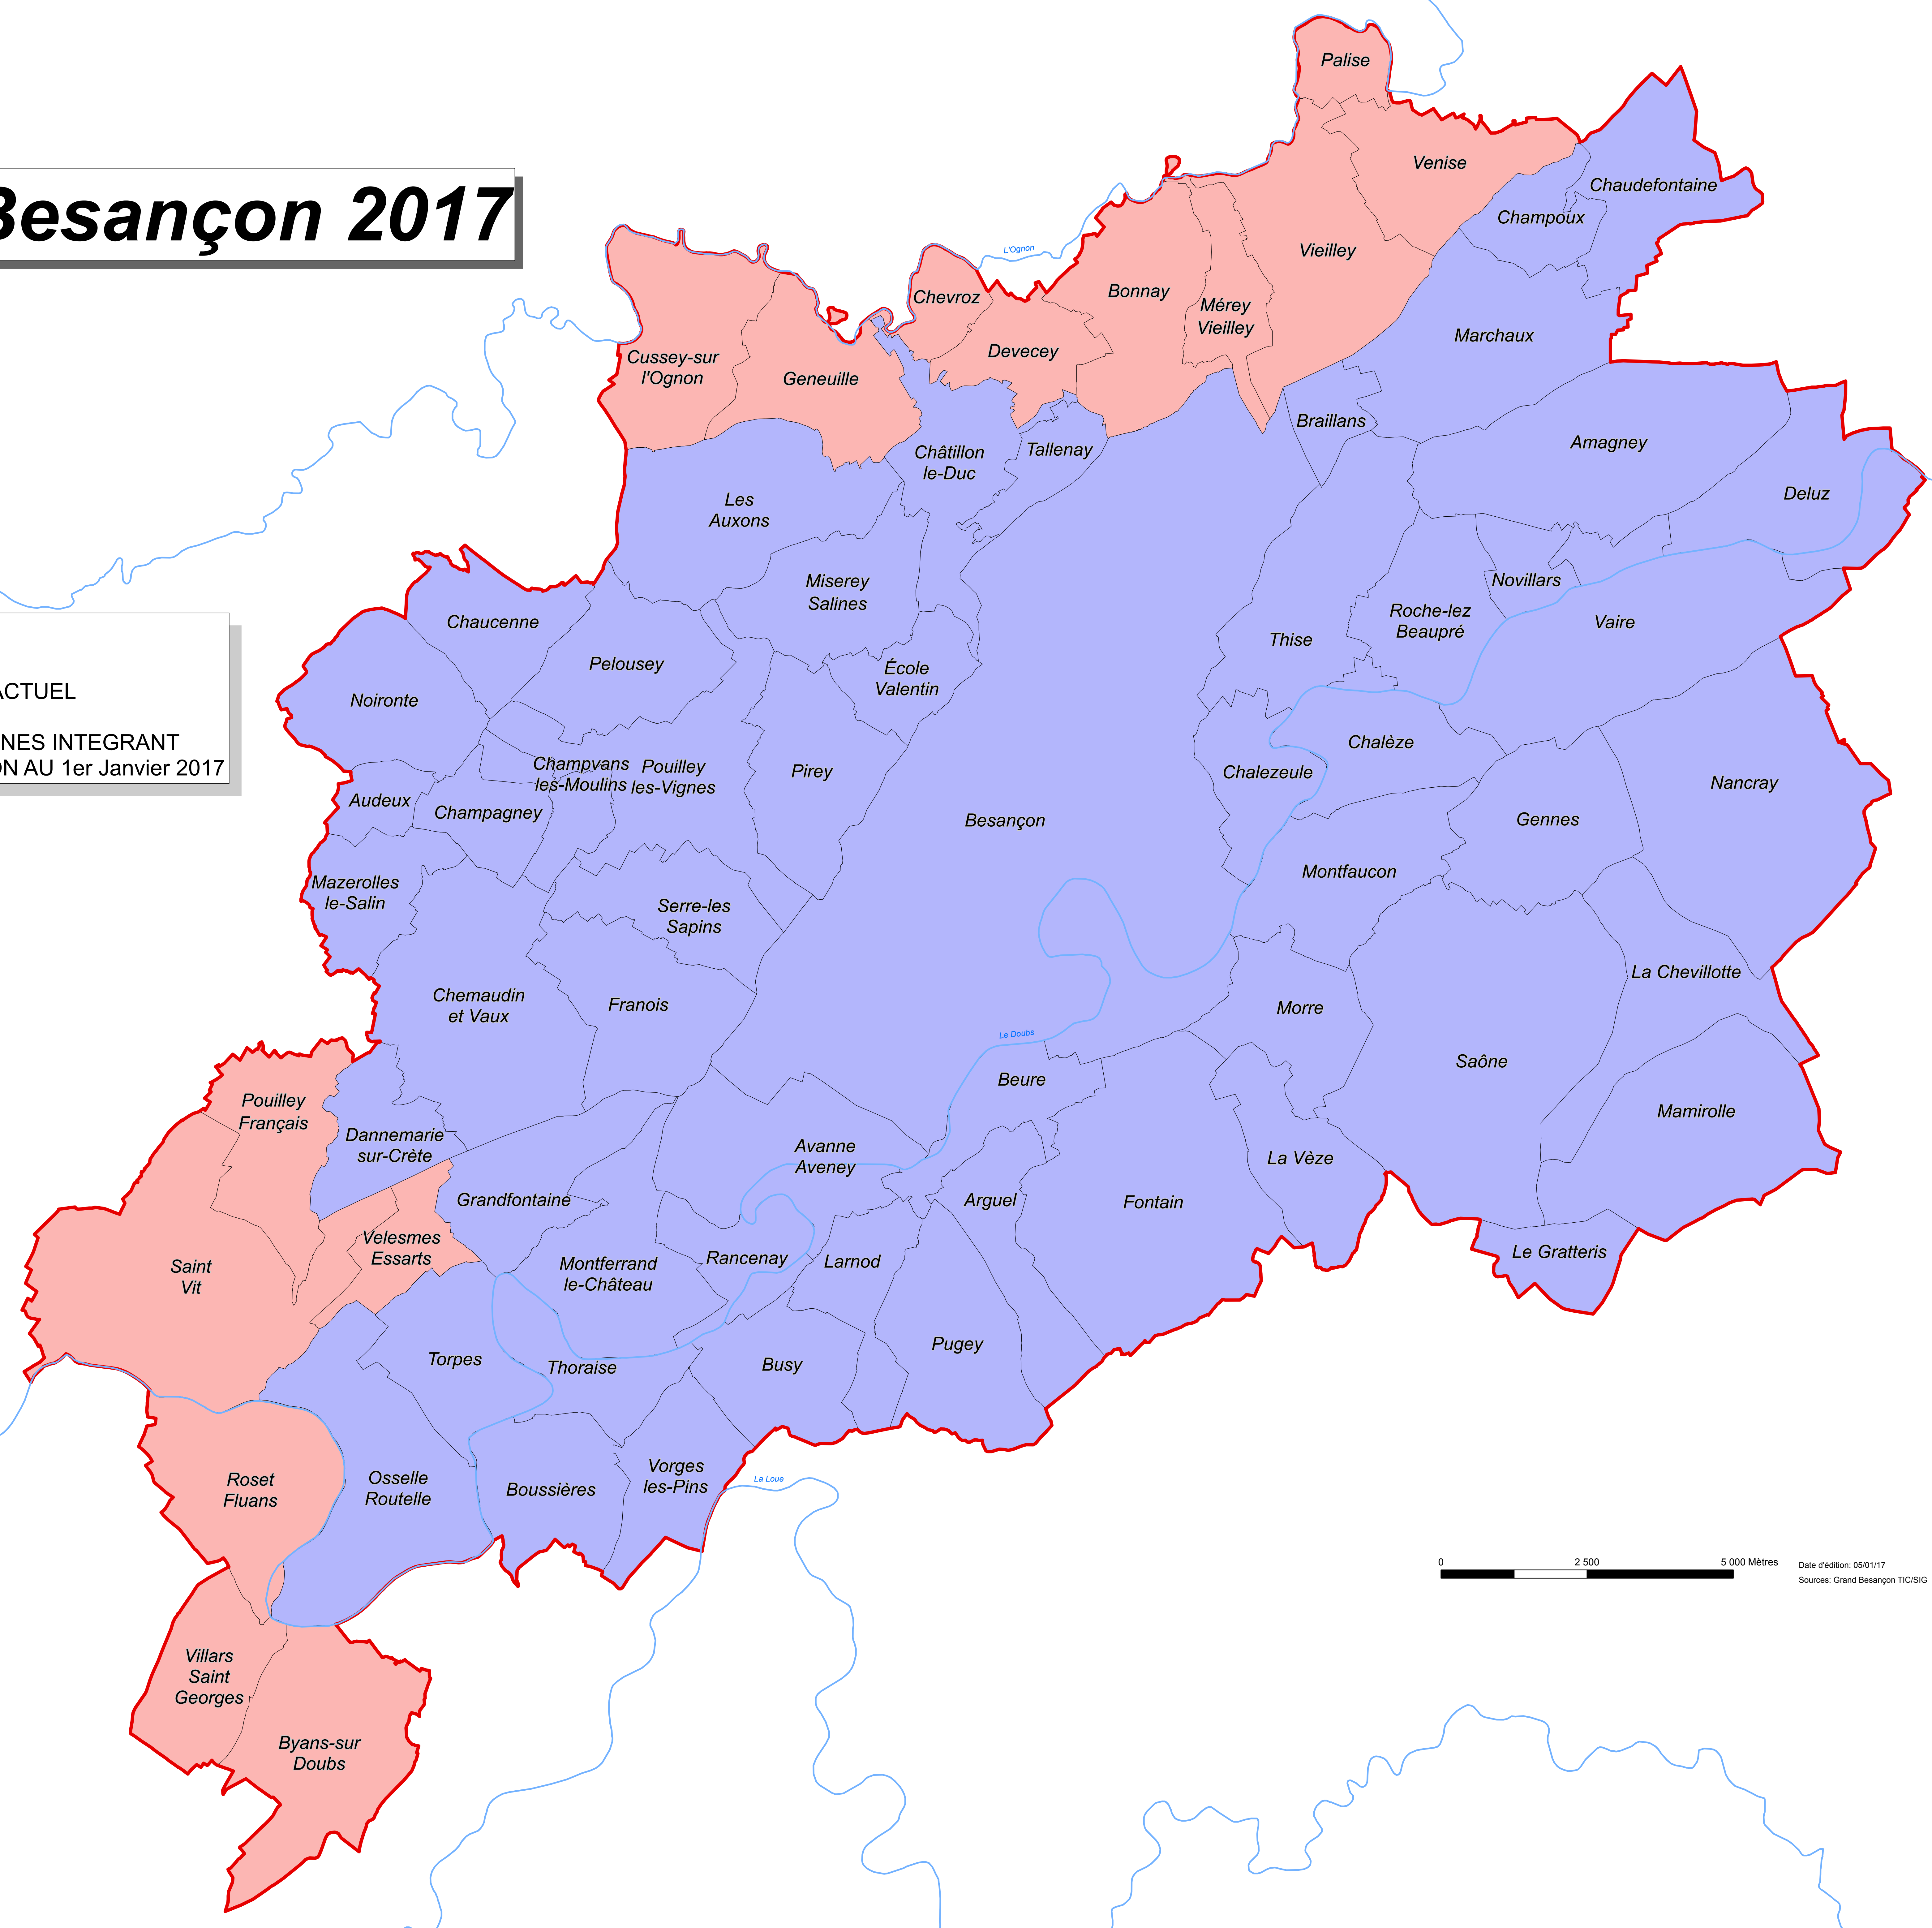 Besançon 2017
ACTUEL
NES INTEGRANT
ON AU 1er Janvier 2017
Palise
Venise
Chaudefontaine
Champoux
Vieilley
L'Ognon
Bonnay
Chevroz
Mérey
Vieilley
Marchaux
Devecey
Cussey-sur
l'Ognon
Geneuille
Braillans
Amagney
Châtillon
le-Duc
Tallenay
Deluz
Les
Auxons
Miserey
Salines
Novillars
Roche-lez
Beaupré
Vaire
Chaucenne
Thise
Pelousey
École
Valentin
Noironte
Chalèze
Champvans
les-Moulins
Pouilley
les-Vignes
Pirey
Chalezeule
Nancray
Audeux
Champagney
Besançon
Gennes
Montfaucon
Mazerolles
le-Salin
Serre-les
Sapins
La Chevillotte
Chemaudin
et Vaux
Franois
Morre
Le Doubs
Saône
Beure
Pouilley
Français
Mamirolle
Dannemarie
sur-Crète
Avanne
Aveney
La Vèze
Grandfontaine
Arguel
Fontain
Velesmes
Essarts
Le Gratteris
Saint
Vit
Montferrand
le-Château
Rancenay
Larnod
Pugey
Torpes
Thoraise
Busy
Roset
Fluans
Osselle
Routelle
Boussières
Vorges
les-Pins
La Loue
Villars
Saint
Georges
Byans-sur
Doubs
0 2 500 5 000 Mètres
Date d'édition: 05/01/17
Sources: Grand Besançon TIC/SIG